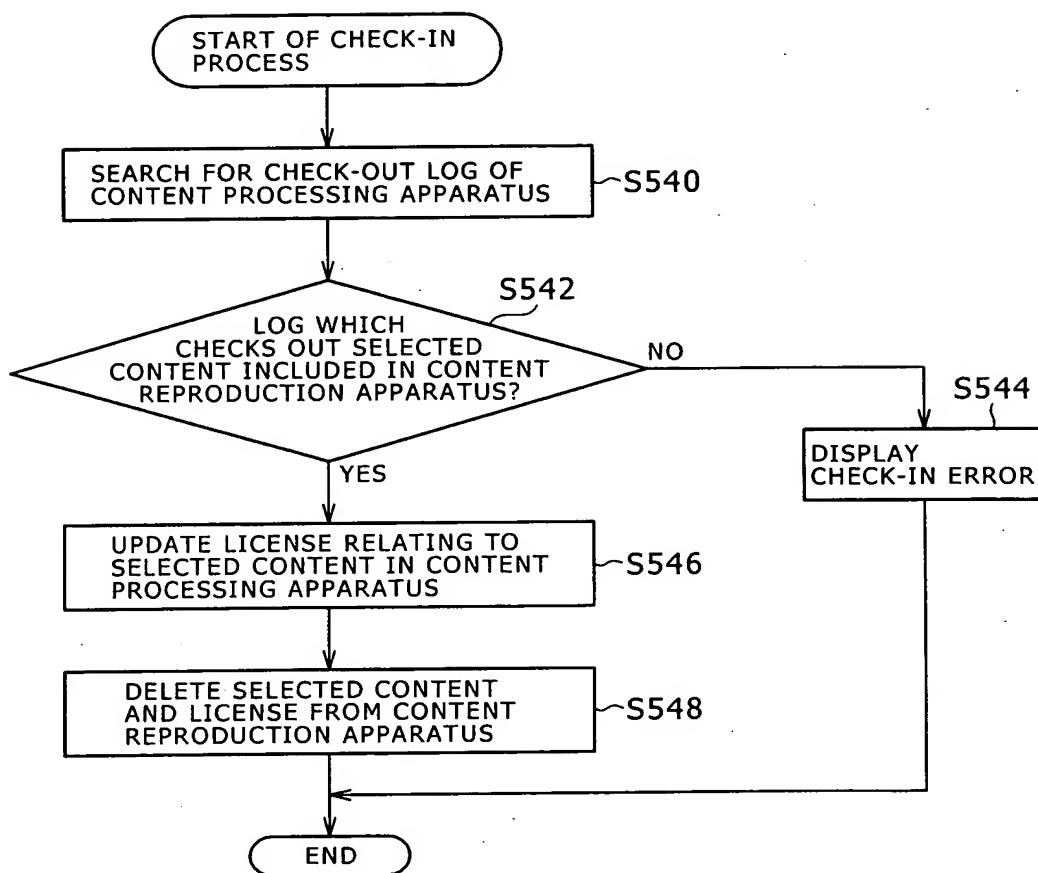 START OF CHECK-IN
PROCESS
SEARCH FOR CHECK-OUT LOG OF
CONTENT PROCESSING APPARATUS
S540
S542
LOG WHICH
CHECKS OUT SELECTED
CONTENT INCLUDED IN CONTENT
REPRODUCTION APPARATUS?
NO
S544
DISPLAY
CHECK-IN ERROR
YES
UPDATE LICENSE RELATING TO
SELECTED CONTENT IN CONTENT
PROCESSING APPARATUS
S546
DELETE SELECTED CONTENT
AND LICENSE FROM CONTENT
REPRODUCTION APPARATUS
S548
END